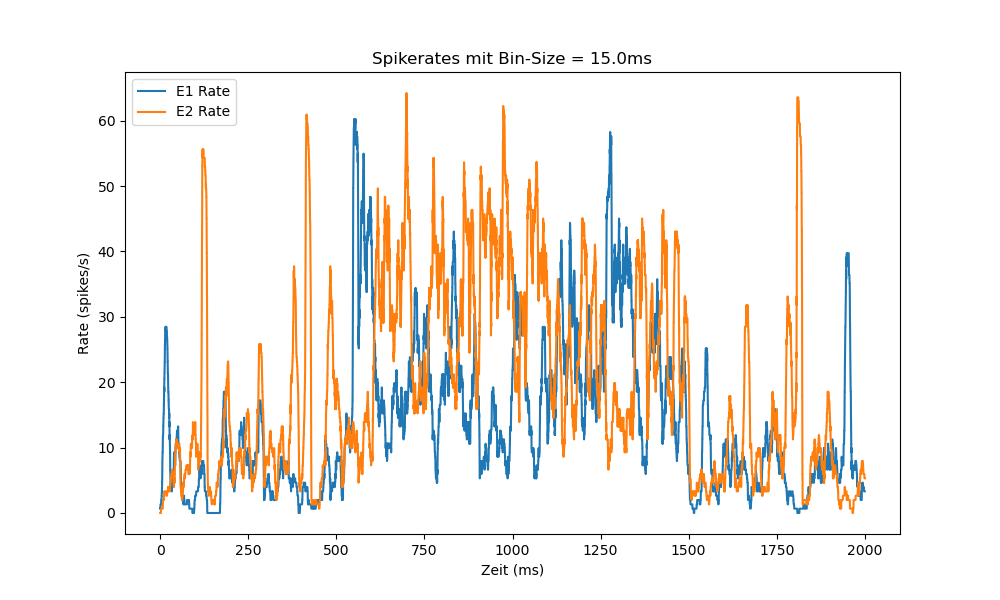 Spikerates mit Bin-Size = 15.0ms
E1 Rate
E2 Rate
60
50
40
30
20
10
0
Rate (spikes/s)
0 250 500 750 1000 1250 1500 1750 2000
Zeit (ms)